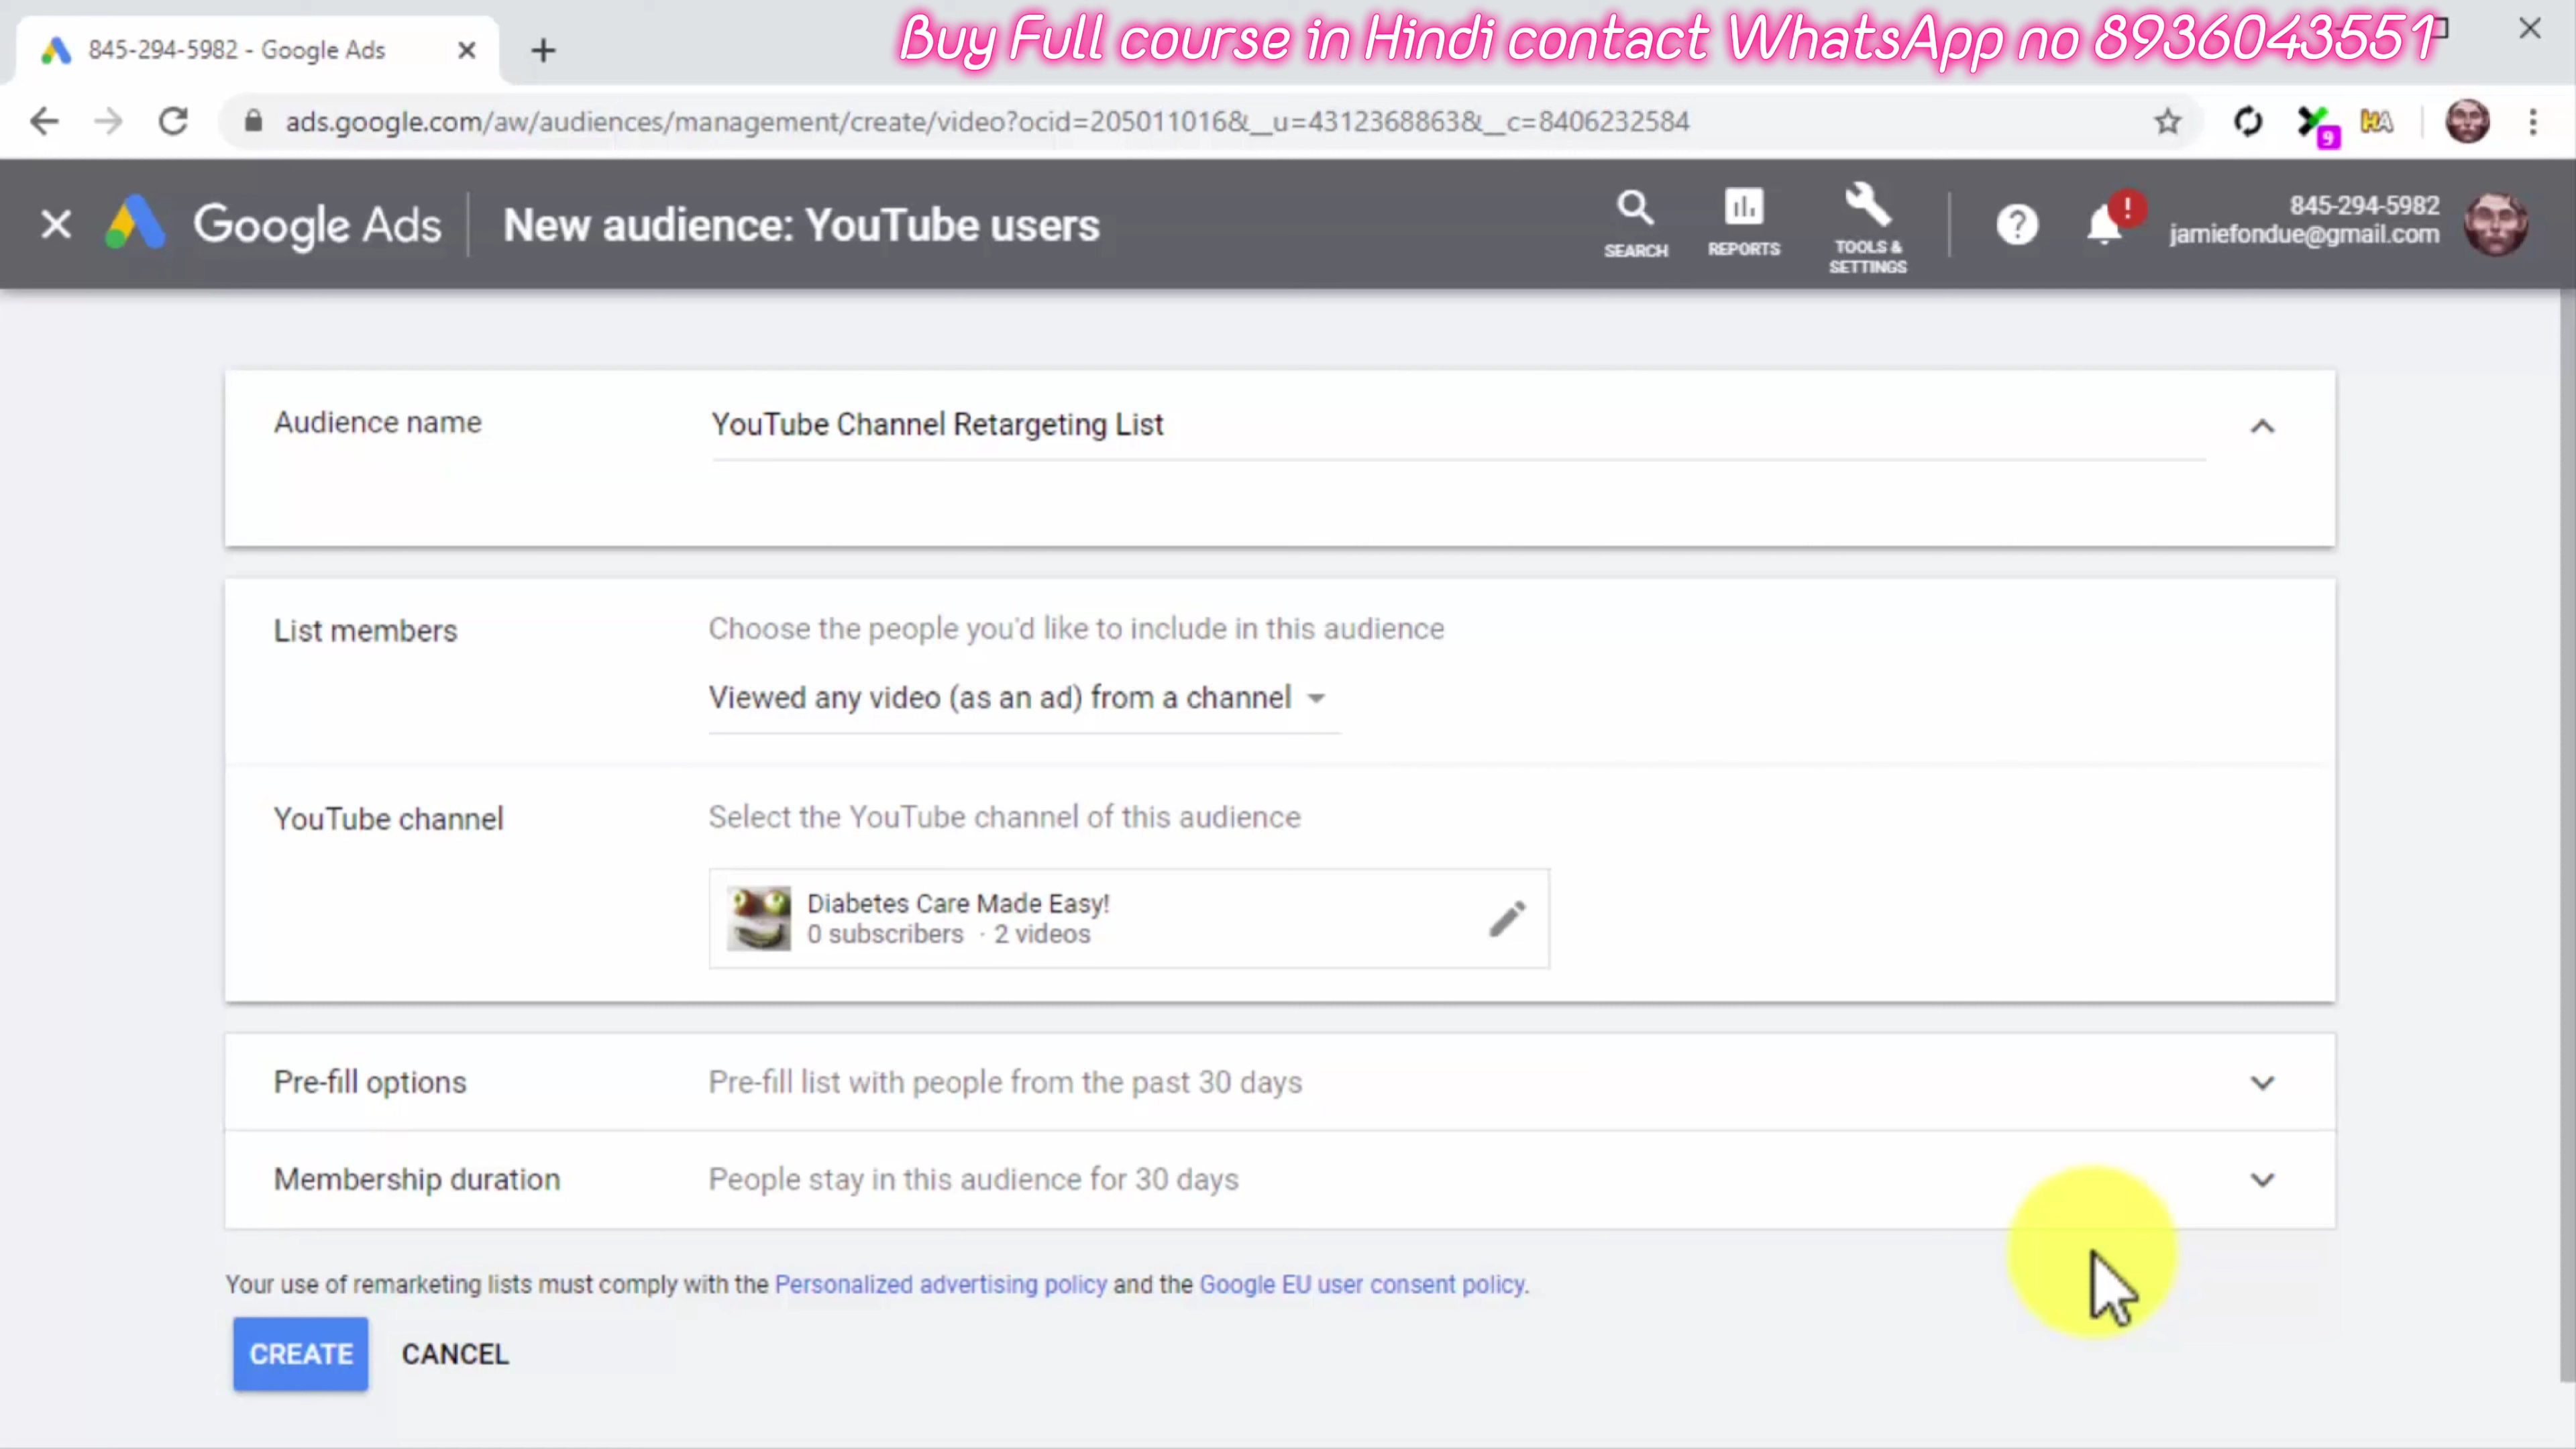 845-294-5982 - Google Ads
Buy Full course in Hindi contact WhatsApp no 8936043551
ads.google.com/aw/audiences/management/create/video?ocid=205011016&__u=4312368863&__c=8406232584
9
HA
Google Ads
New audience: YouTube users
SEARCH
REPORTS
TOOLS &
SETTINGS
?
!
845-294-5982
jamiefondue@gmail.com
Audience name
YouTube Channel Retargeting List
List members
Choose the people you'd like to include in this audience
Viewed any video (as an ad) from a channel
YouTube channel
Select the YouTube channel of this audience
Diabetes Care Made Easy!
0 subscribers · 2 videos
Pre-fill options
Pre-fill list with people from the past 30 days
Membership duration
People stay in this audience for 30 days
Your use of remarketing lists must comply with the Personalized advertising policy and the Google EU user consent policy.
CREATE
CANCEL